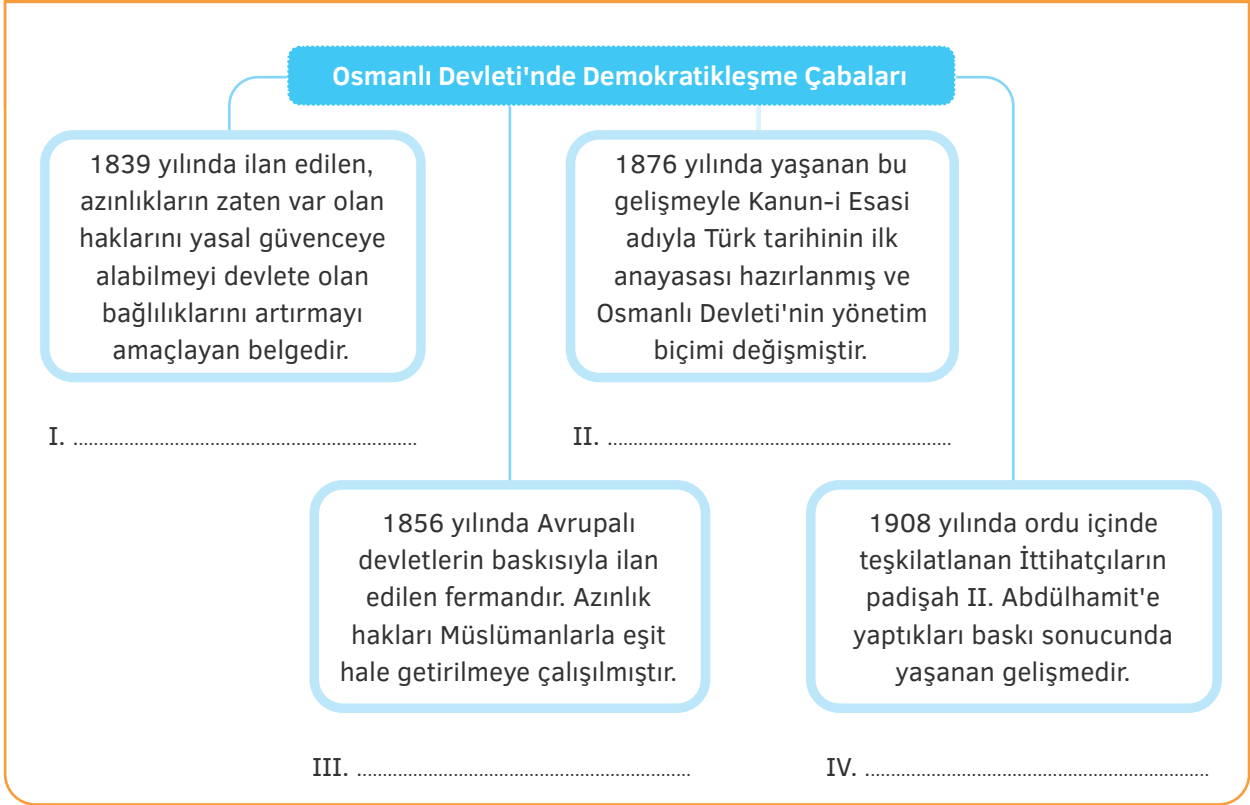 Osmanlı Devleti'nde Demokratikleşme Çabaları
1839 yılında ilan edilen,
azınlıkların zaten var olan
haklarını yasal güvenceye
alabilmeyi devlete olan
bağlılıklarını artırmayı
amaçlayan belgedir.
I. ....................................................................
1876 yılında yaşanan bu
gelişmeyle Kanun-i Esasi
adıyla Türk tarihinin ilk
anayasası hazırlanmış ve
Osmanlı Devleti'nin yönetim
biçimi değişmiştir.
II. ....................................................................
1856 yılında Avrupalı
devletlerin baskısıyla ilan
edilen fermandır. Azınlık
hakları Müslümanlarla eşit
hale getirilmeye çalışılmıştır.
III. ....................................................................
1908 yılında ordu içinde
teşkilatlanan İttihatçıların
padişah II. Abdülhamit'e
yaptıkları baskı sonucunda
yaşanan gelişmedir.
IV. ....................................................................